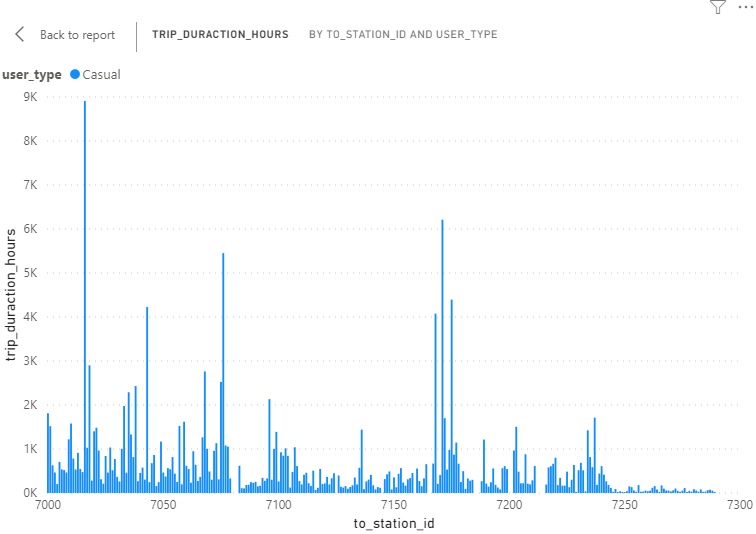 Back to report
TRIP_DURACTION_HOURS BY TO_STATION_ID AND USER_TYPE
user_type Casual
9K
8K
7K
6K
5K
4K
3K
2K
1K
0K
trip_duraction_hours
7000 7050 7100 7150 7200 7250 7300
to_station_id